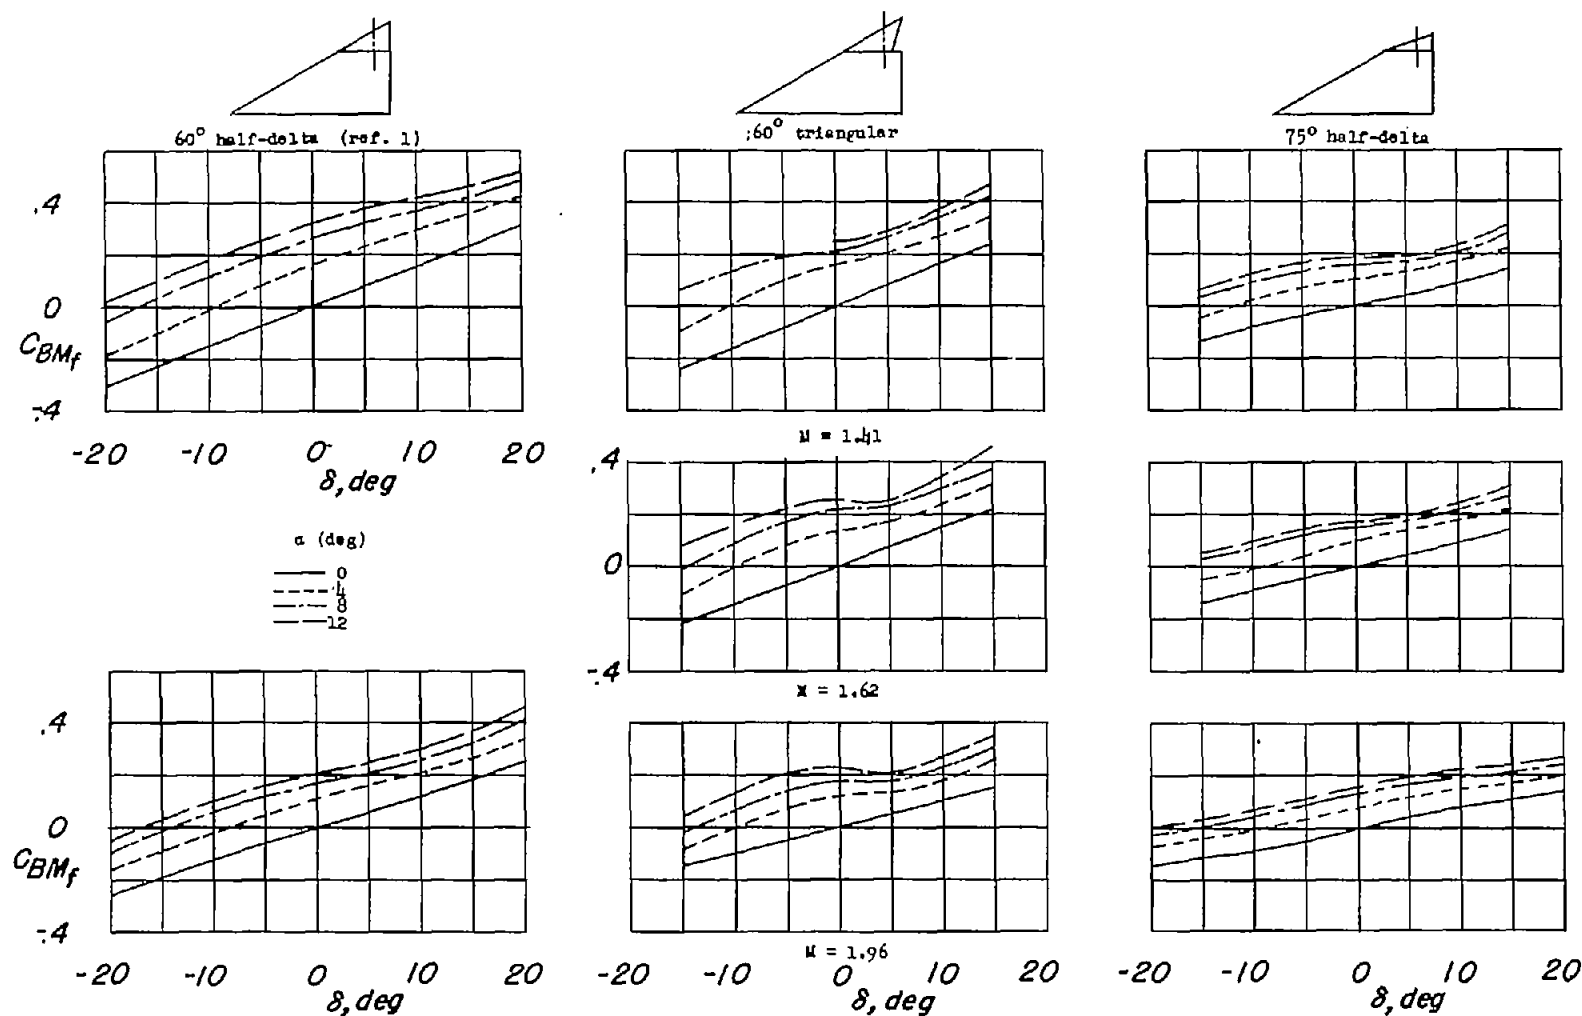 60° half-delta (ref. 1)
60° triangular
75° half-delta
.4
0
CBMf
-.4
-20 -10 0 10 20
δ, deg
M = 1.41
α (deg)
0
4
8
12
.4
0
-.4
M = 1.62
.4
0
CBMf
-.4
M = 1.96
-20 -10 0 10 20
δ, deg
-20 -10 0 10 20
δ, deg
-20 -10 0 10 20
δ, deg